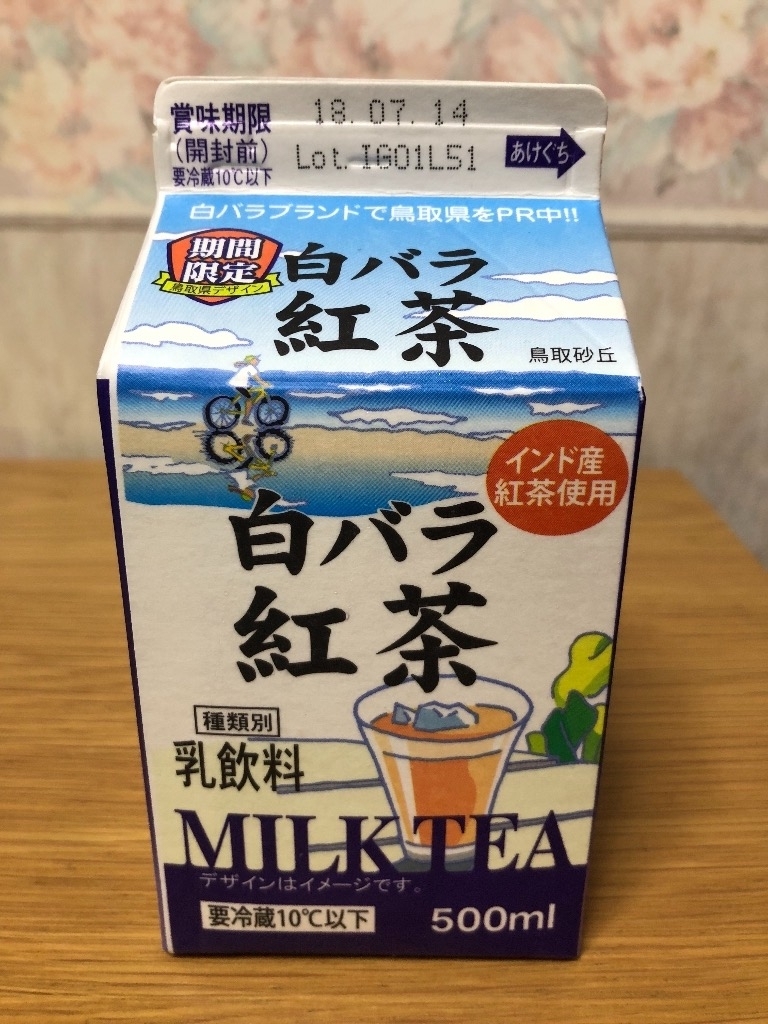 賞味期限 18.07.14
(開封前) Lot.IG01LS1 あけぐち
要冷蔵10℃以下
白バラブランドで鳥取県をPR中!!
期間
限定
鳥取県デザイン
白バラ
紅茶
鳥取砂丘
インド産
紅茶使用
白バラ
紅茶
種類別
乳飲料
MILK TEA
デザインはイメージです。
要冷蔵10℃以下 500ml